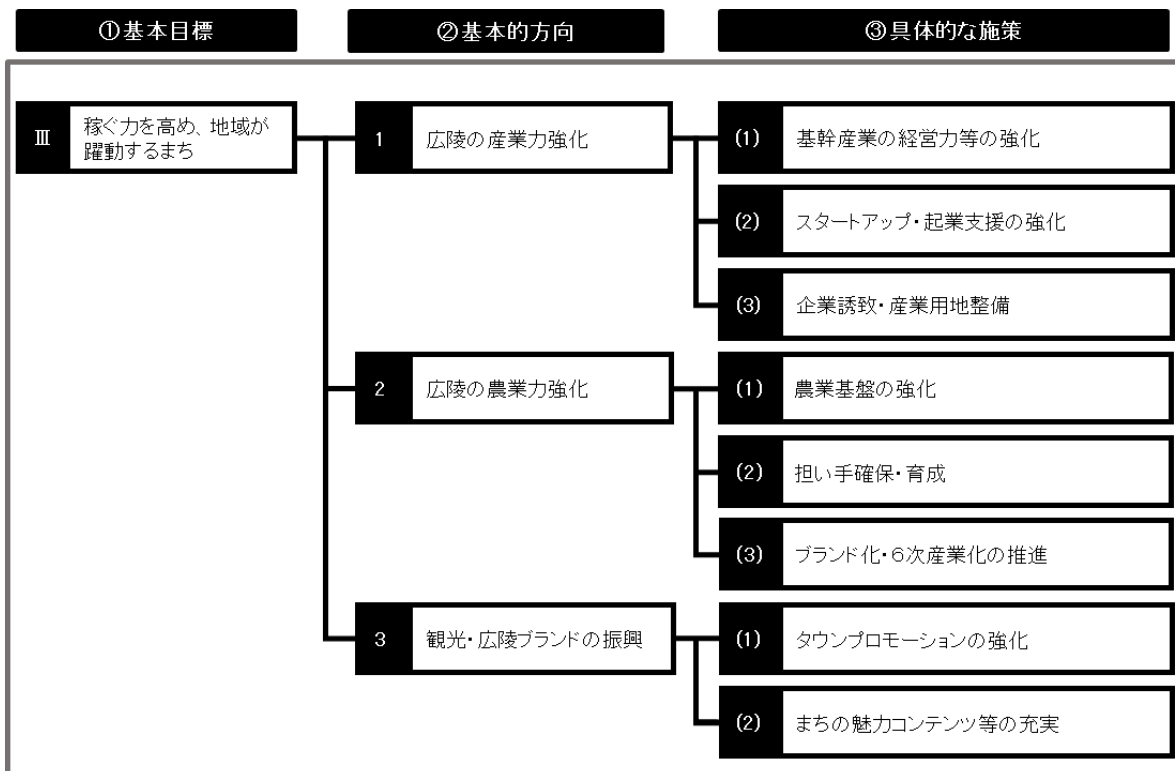 ①基本目標
②基本的方向
③具体的な施策
Ⅲ
稼ぐ力を高め、地域が
躍動するまち
1
広陵の産業力強化
(1)
基幹産業の経営力等の強化
(2)
スタートアップ・起業支援の強化
(3)
企業誘致・産業用地整備
2
広陵の農業力強化
(1)
農業基盤の強化
(2)
担い手確保・育成
(3)
ブランド化・６次産業化の推進
3
観光・広陵ブランドの振興
(1)
タウンプロモーションの強化
(2)
まちの魅力コンテンツ等の充実